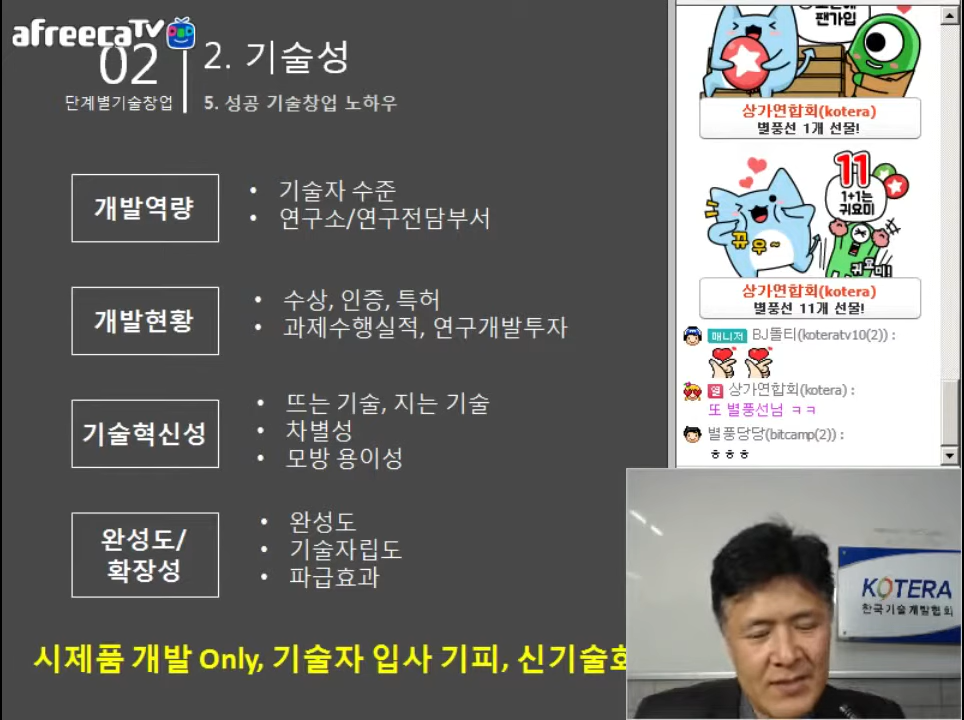 afreecaTV
02
단계별기술창업
2. 기술성
5. 성공 기술창업 노하우
개발역량
• 기술자 수준
• 연구소/연구전담부서
개발현황
• 수상, 인증, 특허
• 과제수행실적, 연구개발투자
기술혁신성
• 뜨는 기술, 지는 기술
• 차별성
• 모방 용이성
완성도/
확장성
• 완성도
• 기술자립도
• 파급효과
시제품 개발 Only, 기술자 입사 기피, 신기술
팬가입
상가연합회(kotera)
별풍선 1개 선물!
11
1+1는
귀요미
뀨우~
귀요미!
상가연합회(kotera)
별풍선 11개 선물!
매니저 BJ돌티(koteratv10(2)) :
열 상가연합회(kotera) :
또 별풍선님 ㅋㅋ
별풍당당(bitcamp(2)) :
ㅎㅎㅎ
KOTERA
한국기술개발협회